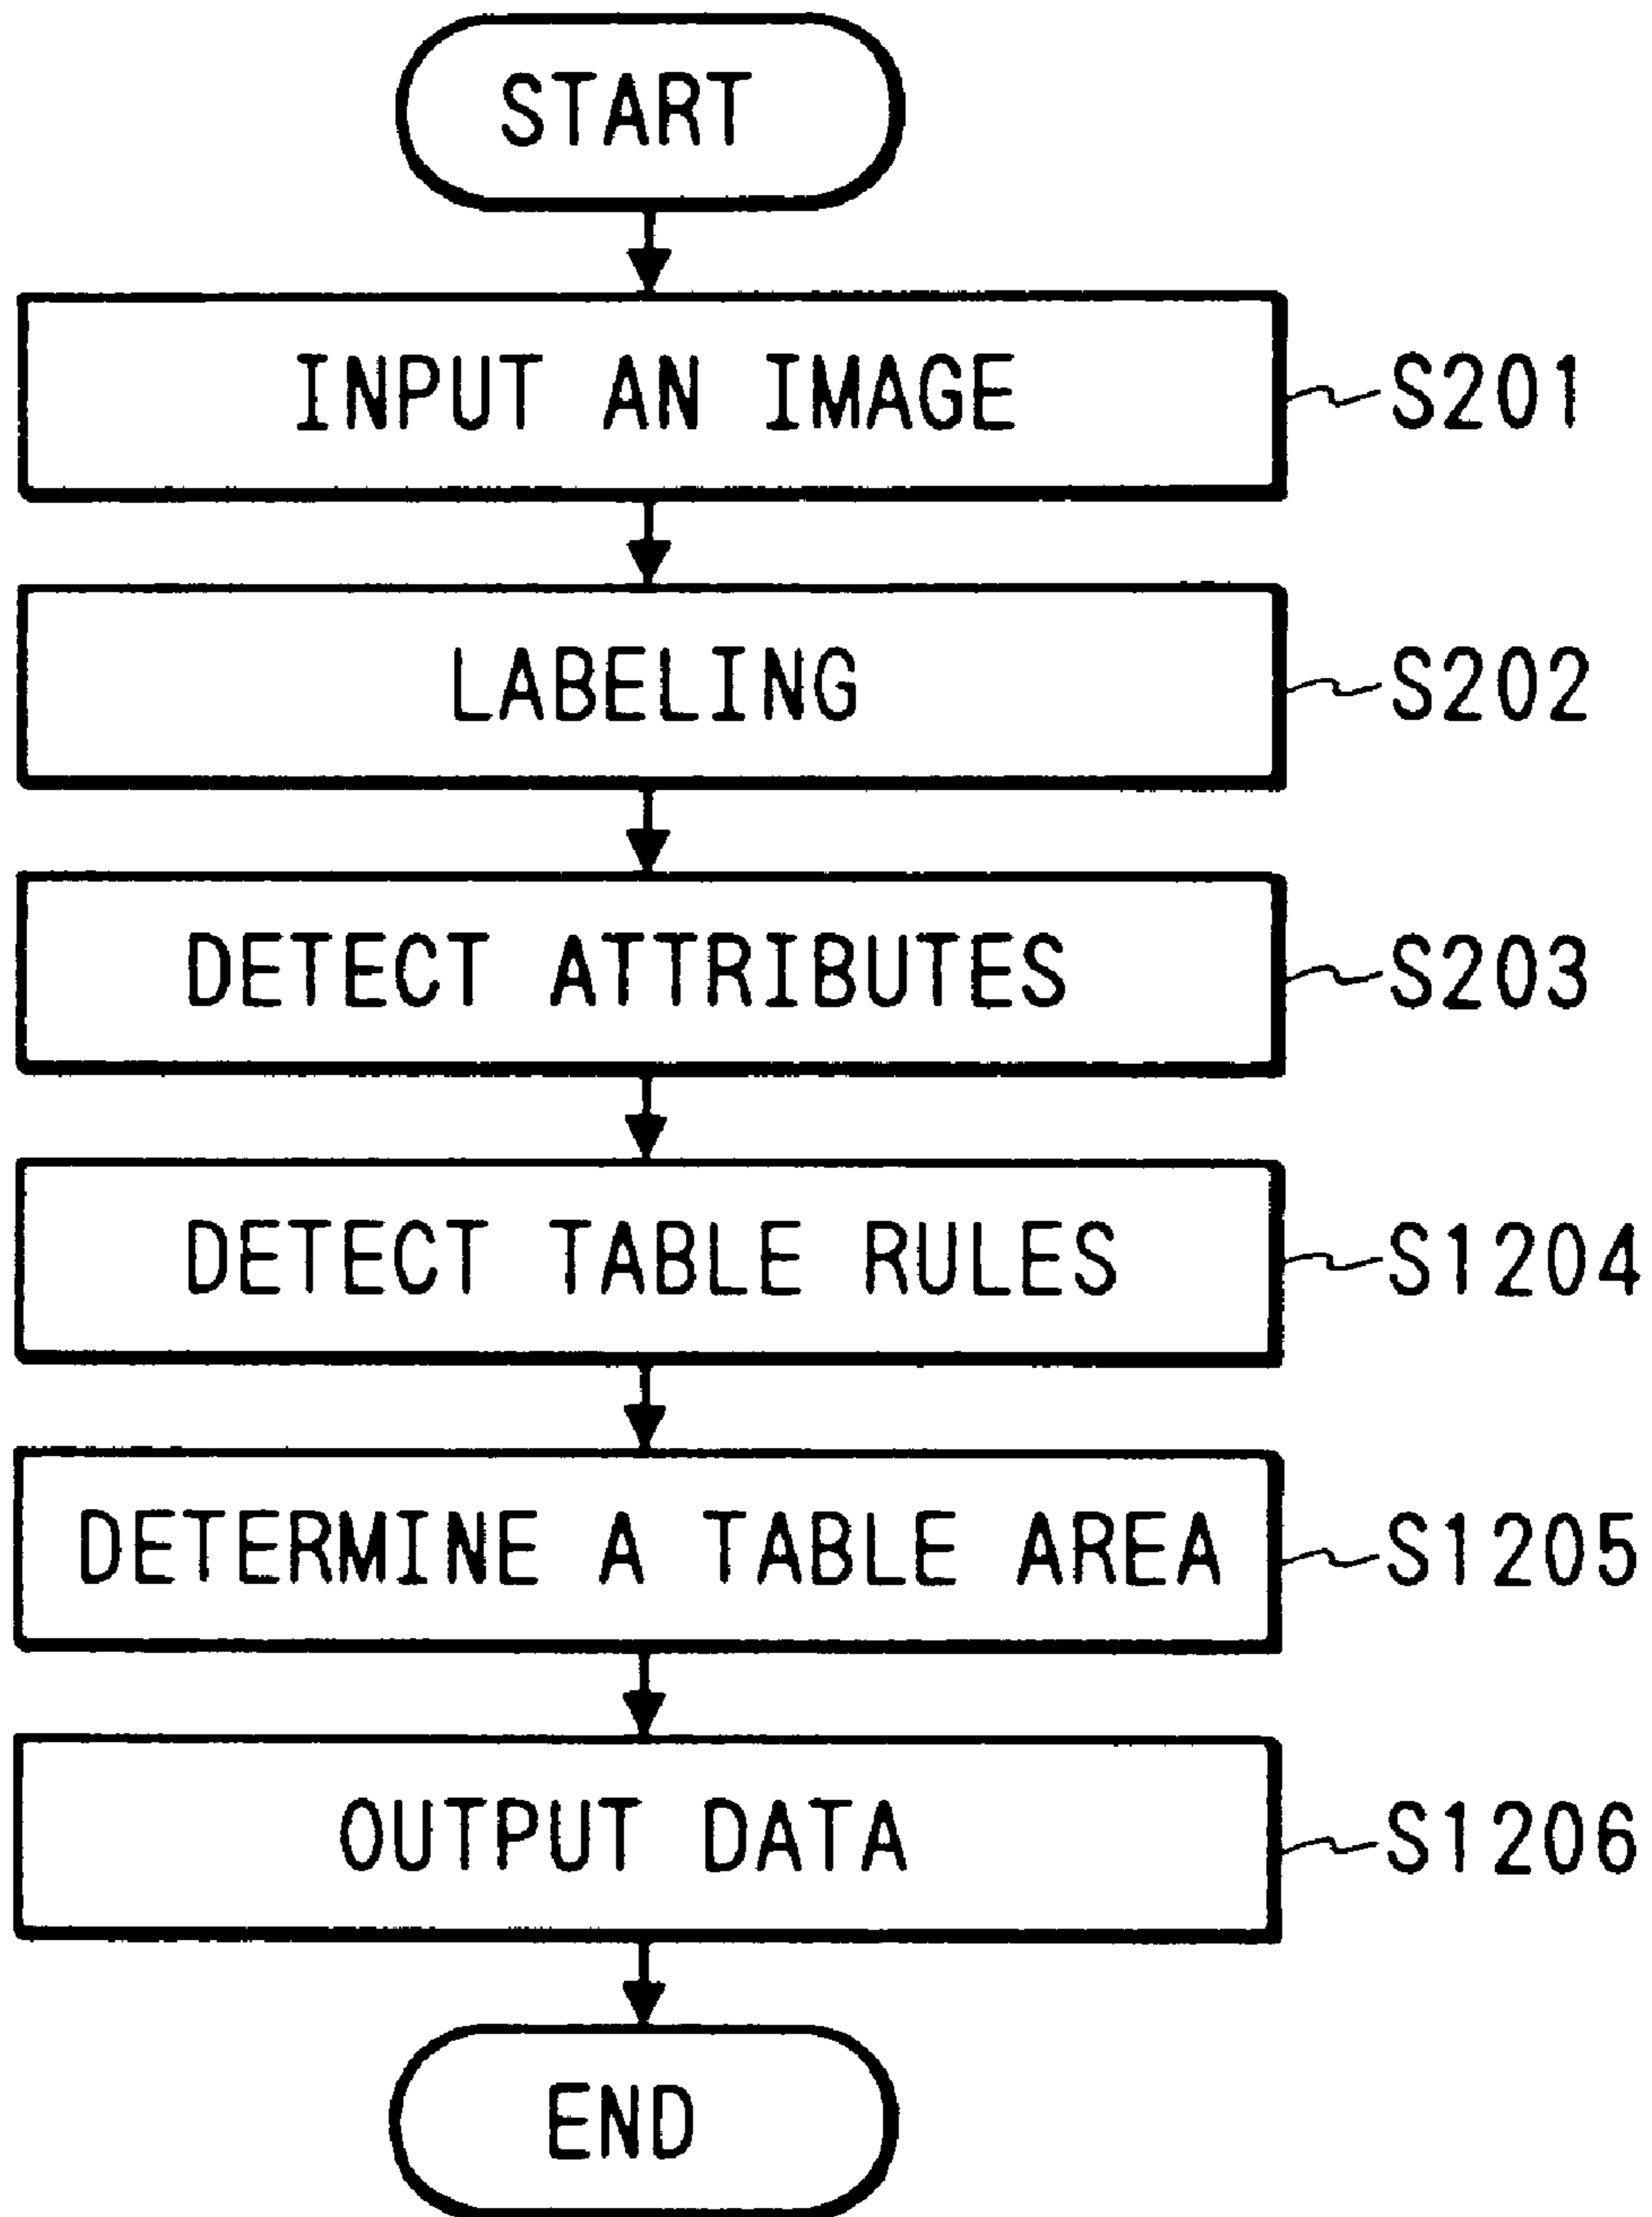 START
INPUT AN IMAGE S201
LABELING S202
DETECT ATTRIBUTES S203
DETECT TABLE RULES S1204
DETERMINE A TABLE AREA S1205
OUTPUT DATA S1206
END